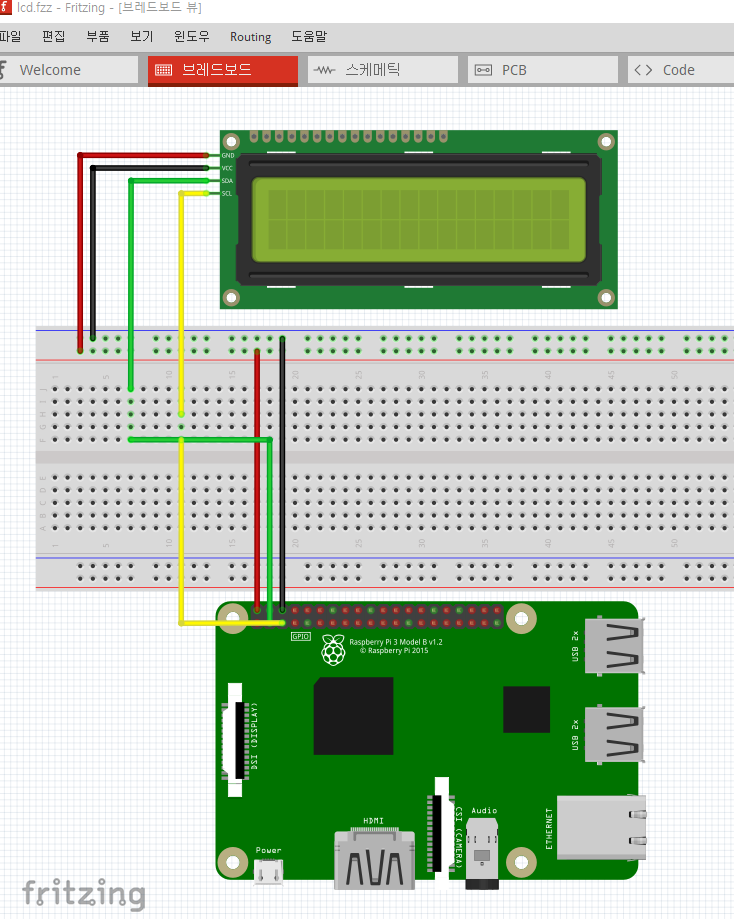 lcd.fzz - Fritzing - [브레드보드 뷰]
파일 편집 부품 보기 윈도우 Routing 도움말
Welcome 브레드보드 스케메틱 PCB Code
GND
VCC
SDA
SCL
1 5 10 15 20 25 30 35 40 45 50
J
I
H
G
F
E
D
C
B
A
1 5 10 15 20 25 30 35 40 45 50
GPIO
Raspberry Pi 3 Model B v1.2
© Raspberry Pi 2015
USB 2x
DSI (DISPLAY)
USB 2x
HDMI
Audio
CSI (CAMERA)
ETHERNET
Power
fritzing